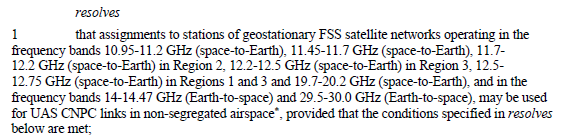 resolves
1 that assignments to stations of geostationary FSS satellite networks operating in the
frequency bands 10.95-11.2 GHz (space-to-Earth), 11.45-11.7 GHz (space-to-Earth), 11.7-
12.2 GHz (space-to-Earth) in Region 2, 12.2-12.5 GHz (space-to-Earth) in Region 3, 12.5-
12.75 GHz (space-to-Earth) in Regions 1 and 3 and 19.7-20.2 GHz (space-to-Earth), and in the
frequency bands 14-14.47 GHz (Earth-to-space) and 29.5-30.0 GHz (Earth-to-space), may be used
for UAS CNPC links in non-segregated airspace*, provided that the conditions specified in resolves
below are met;